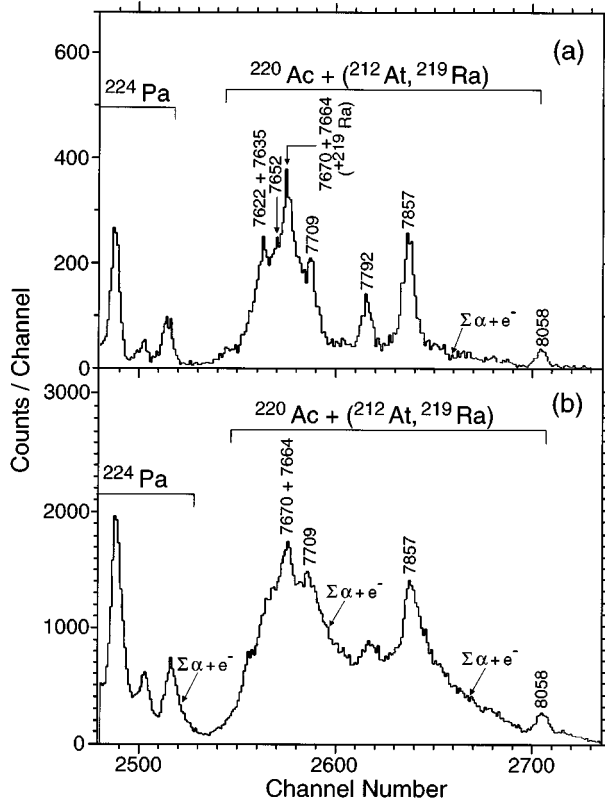 600
(a)
220Ac + (212At, 219Ra)
224Pa
400
7622 + 7635
7652
7670 + 7664
(+219 Ra)
7709
7792
7857
200
Σα+e-
8058
0
Counts / Channel
3000
(b)
220Ac + (212At, 219Ra)
224Pa
2000
7670 + 7664
7709
7857
Σα+e-
1000
Σα+e-
Σα+e-
8058
0
2500
2600
2700
Channel Number